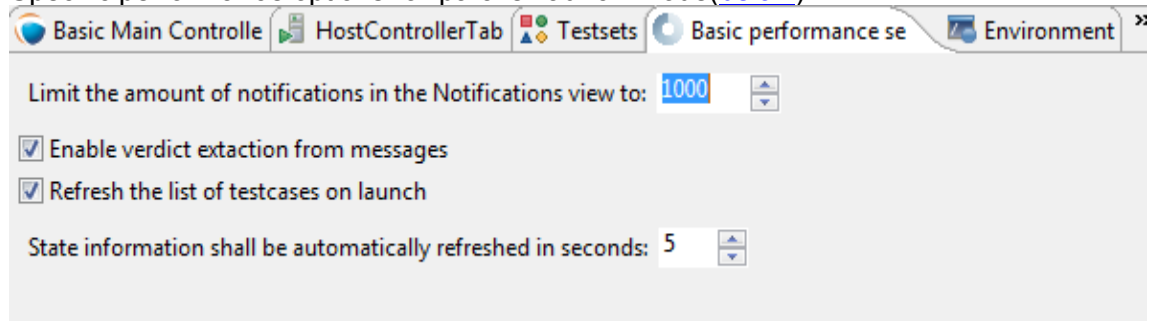 Basic Main Controlle HostControllerTab Testsets Basic performance se Environment »
Limit the amount of notifications in the Notifications view to: 1000
Enable verdict extaction from messages
Refresh the list of testcases on launch
State information shall be automatically refreshed in seconds: 5